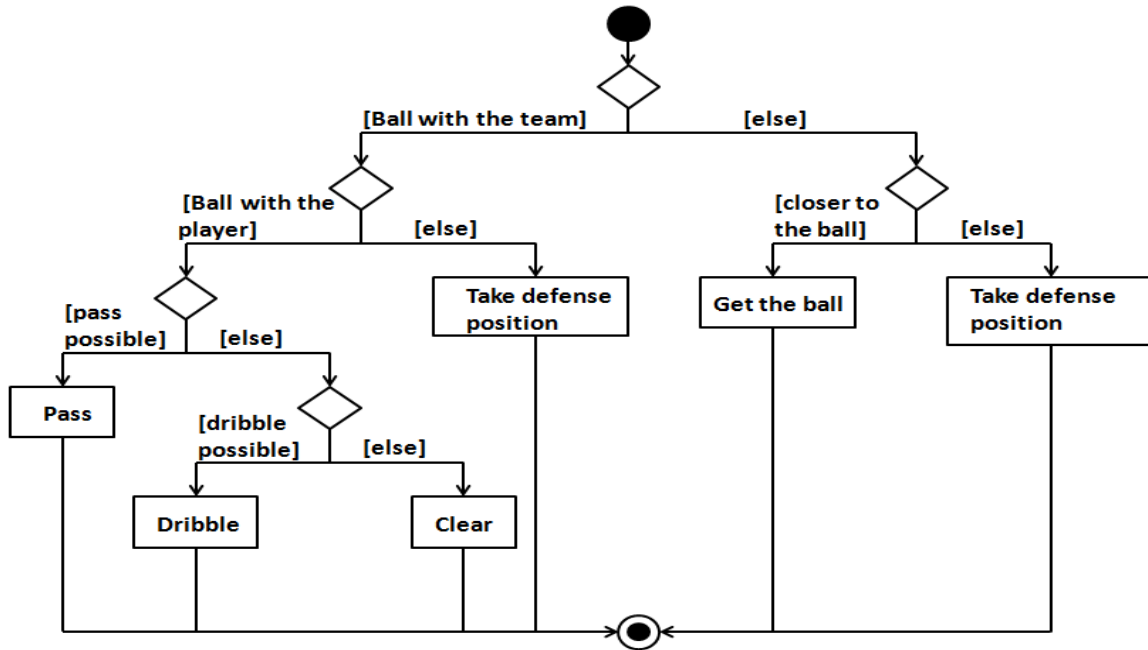 [Ball with the team]
[else]
[Ball with the
player]
[else]
[closer to
the ball]
[else]
[pass
possible]
[else]
Take defense
position
Get the ball
Take defense
position
Pass
[dribble
possible]
[else]
Dribble
Clear